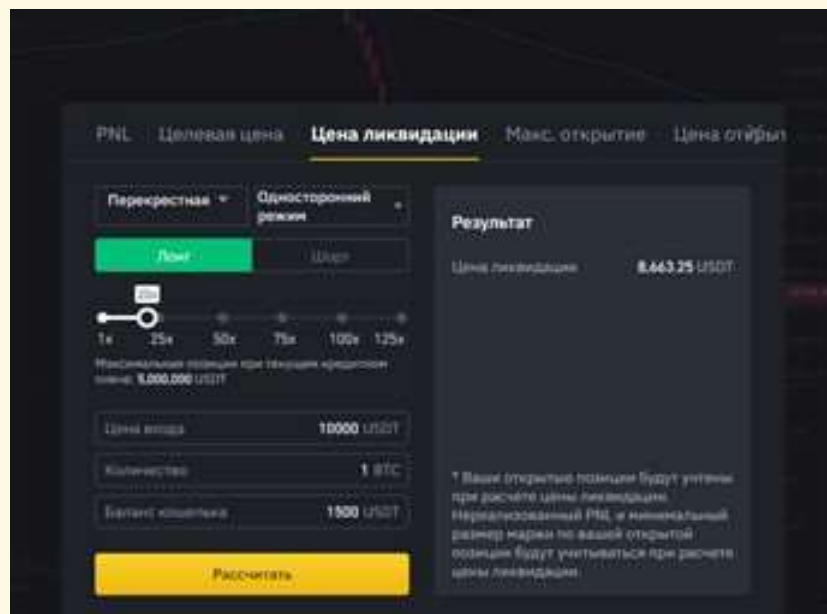 PNL Целевая цена Цена ликвидации Макс. открытие Цена откры
Перекрестная
Односторонний
режим
Лонг Шорт
20x
1x 25x 50x 75x 100x 125x
Максимальная позиция при текущем кредитном
плече: 5,000,000 USDT
Цена входа 10000 USDT
Количество 1 BTC
Баланс кошелька 1500 USDT
Рассчитать
Результат
Цена ликвидации 8,663.25 USDT
* Ваши открытые позиции будут учтены
при расчете цены ликвидации.
Нереализованный PNL и минимальный
размер маржи по вашей открытой
позиции будут учитываться при расчете
цены ликвидации.